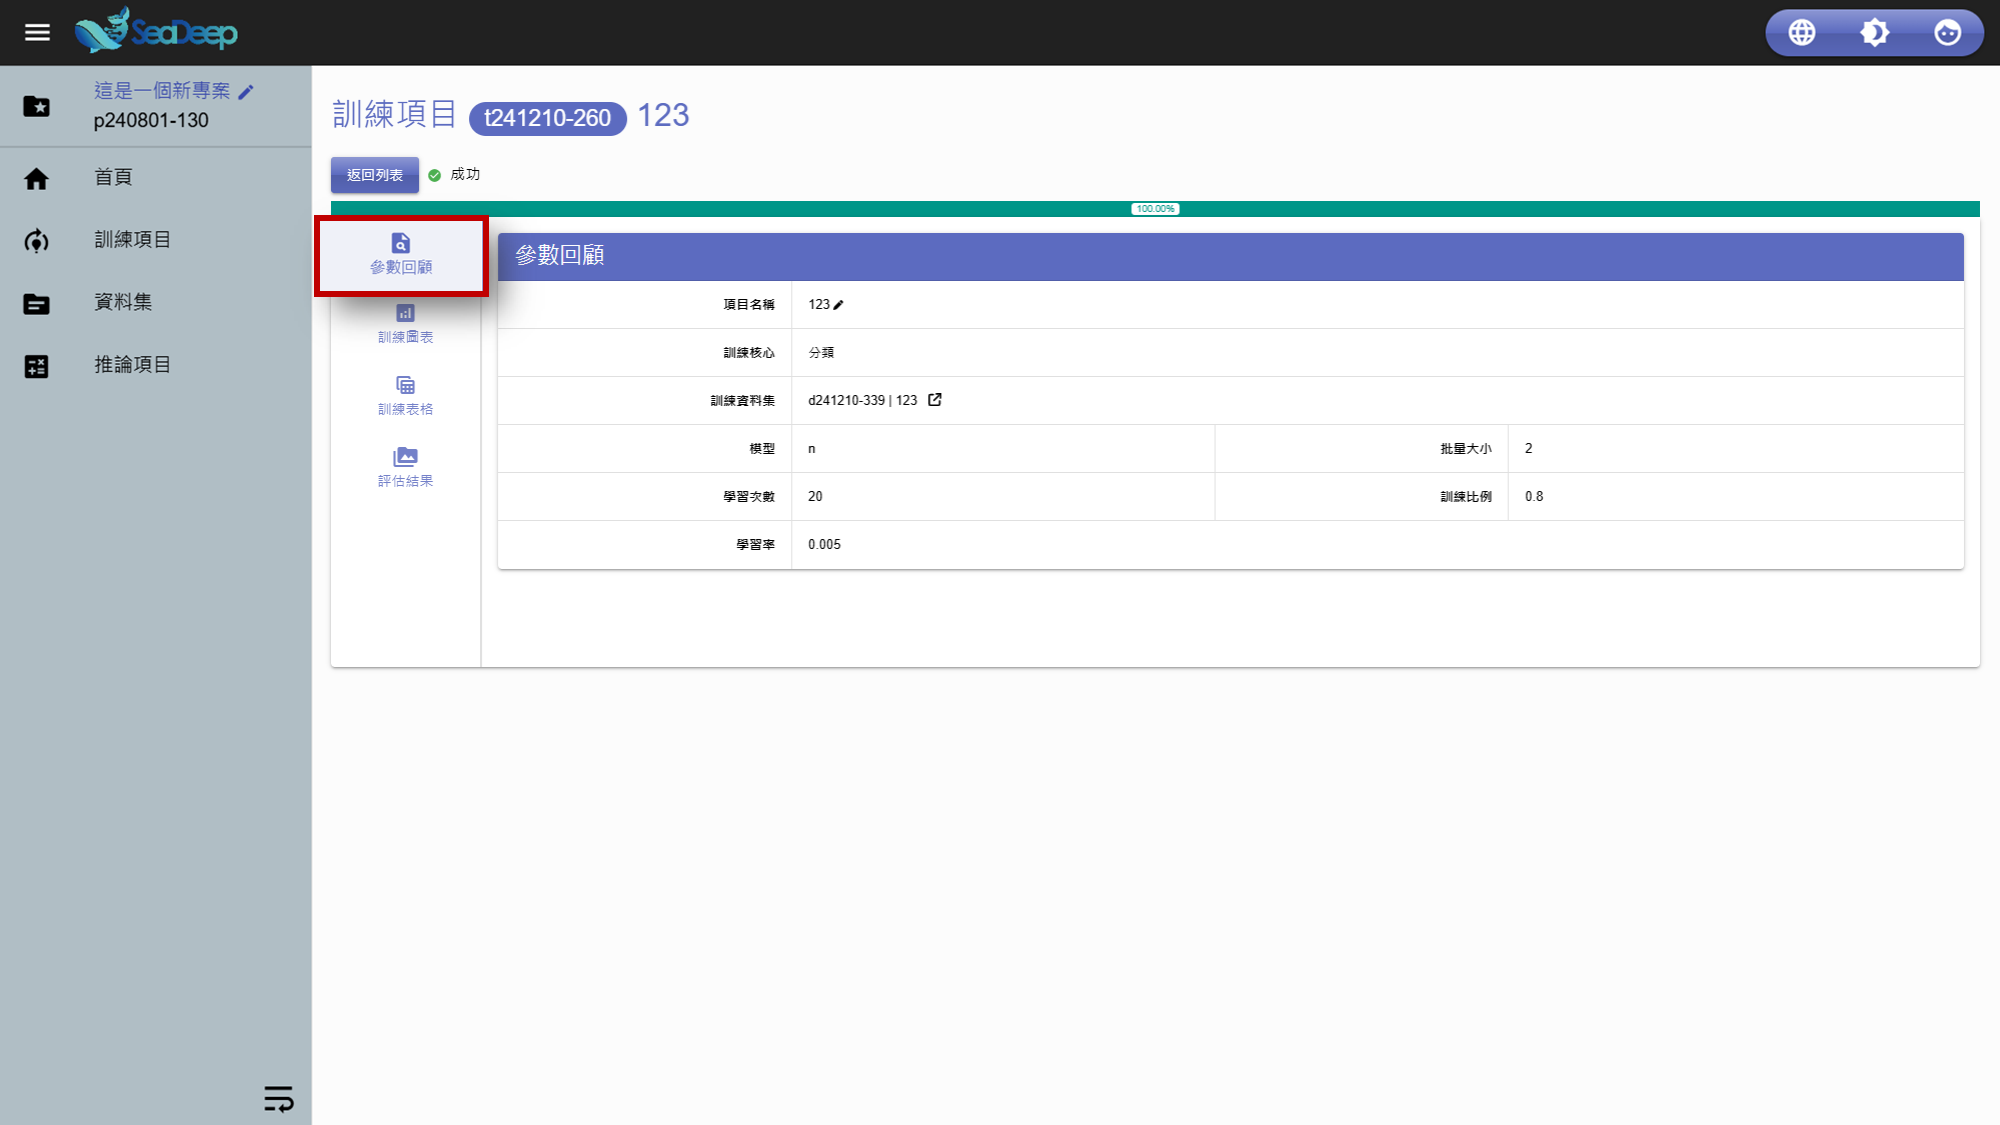 SeaDeep
這是一個新專案
p240801-130
首頁
訓練項目
資料集
推論項目
訓練項目 t241210-260 123
返回列表 成功
100.00%
參數回顧
訓練圖表
訓練表格
評估結果
參數回顧
項目名稱 123
訓練核心 分類
訓練資料集 d241210-339 | 123
模型 n 批量大小 2
學習次數 20 訓練比例 0.8
學習率 0.005